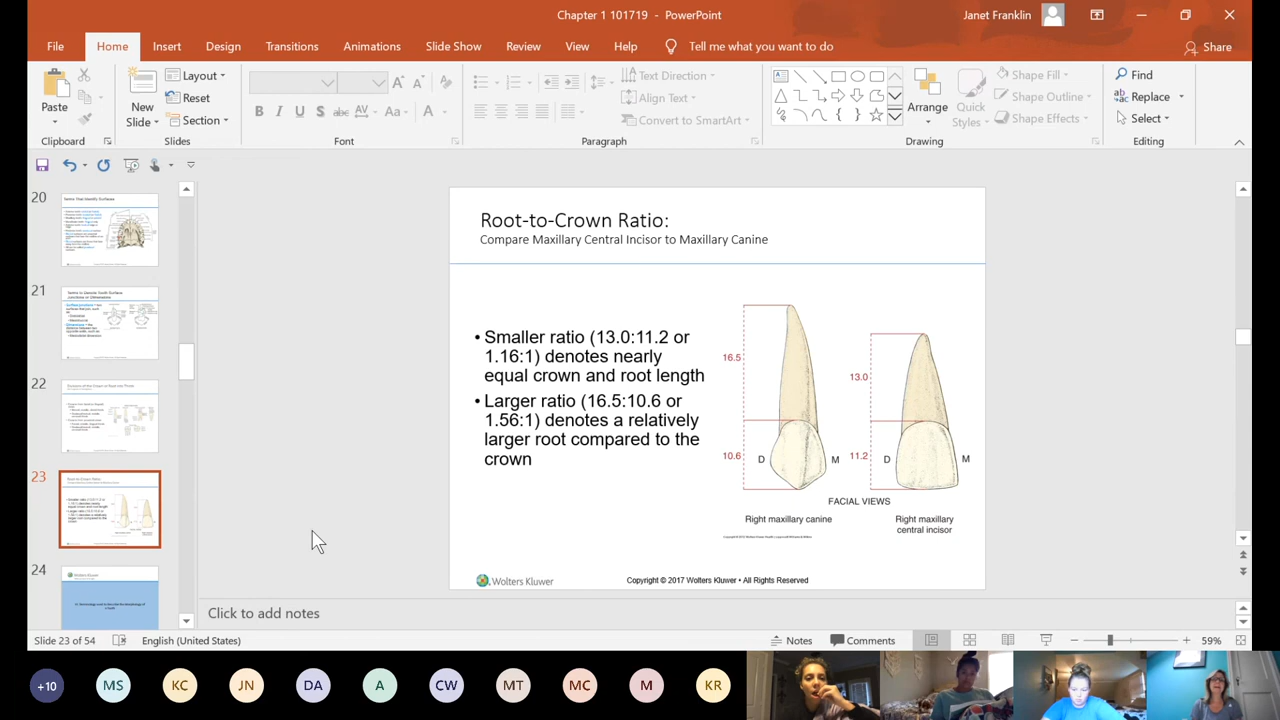 Chapter 1 101719 - PowerPoint
Janet Franklin
File
Home
Insert
Design
Transitions
Animations
Slide Show
Review
View
Help
Tell me what you want to do
Share
Paste
New
Slide
Layout
Reset
Section
B I U S abc AV Aa A
Text Direction
Align Text
Convert to SmartArt
Arrange
Quick
Styles
Shape Fill
Shape Outline
Shape Effects
Find
Replace
Select
Clipboard
Slides
Font
Paragraph
Drawing
Editing
20
21
22
23
24
Root-to-Crown Ratio:
Compare Maxillary Central Incisor to Maxillary Canine
• Smaller ratio (13.0:11.2 or
1.16:1) denotes nearly
equal crown and root length
• Larger ratio (16.5:10.6 or
1.56:1) denotes a relatively
larger root compared to the
crown
16.5
13.0
10.6
D
M
11.2
D
M
FACIAL VIEWS
Right maxillary canine
Right maxillary
central incisor
Wolters Kluwer
Copyright © 2017 Wolters Kluwer • All Rights Reserved
Click to add notes
Slide 23 of 54
English (United States)
Notes
Comments
59%
+10
MS
KC
JN
DA
A
CW
MT
MC
M
KR